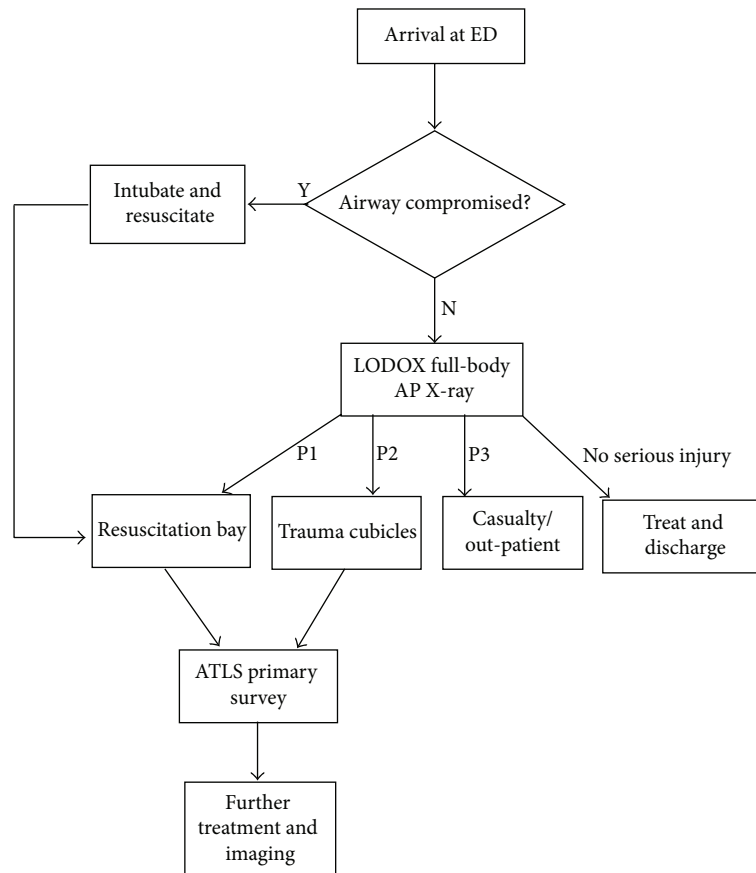 Arrival at ED
Airway compromised?
Y
Intubate and
resuscitate
N
LODOX full-body
AP X-ray
P1
P2
P3
No serious injury
Resuscitation bay
Trauma cubicles
Casualty/
out-patient
Treat and
discharge
ATLS primary
survey
Further
treatment and
imaging